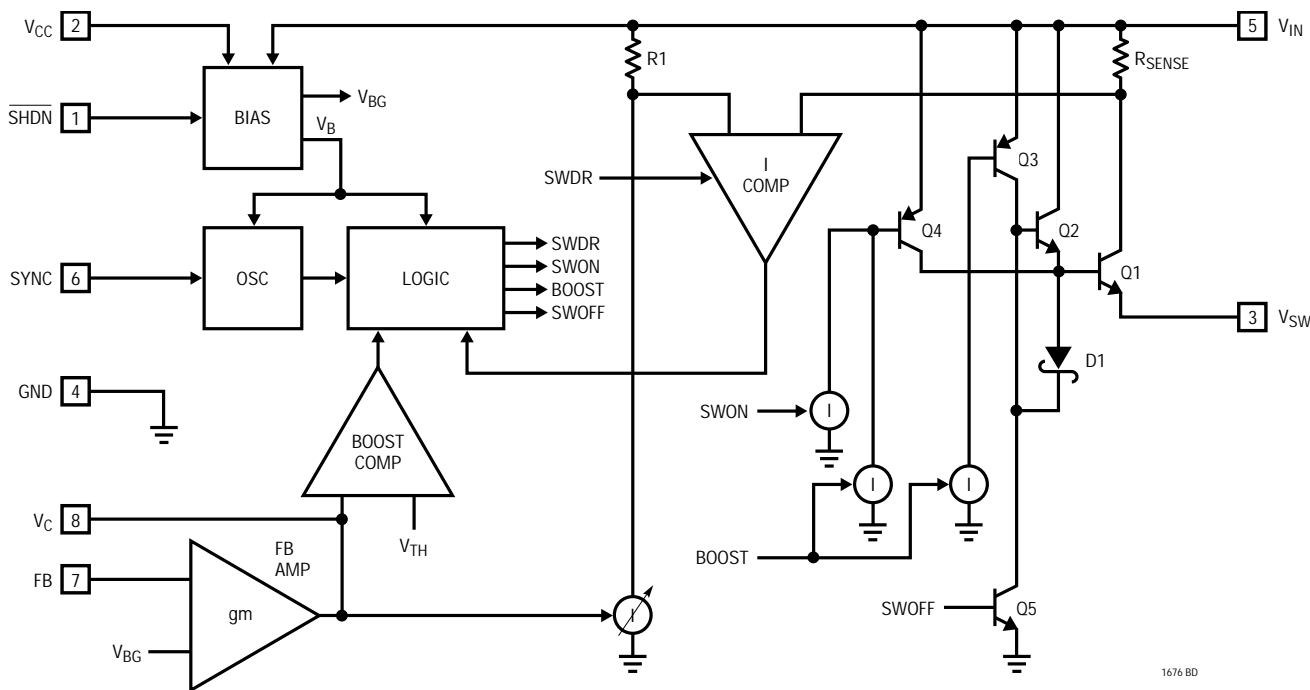 VCC 2
5 VIN
R1
RSENSE
SHDN 1
BIAS
VBG
VB
I
COMP
SWDR
Q3
Q4
Q2
Q1
SYNC 6
OSC
LOGIC
SWDR
SWON
BOOST
SWOFF
3 VSW
D1
GND 4
SWON
I
BOOST
COMP
I
I
VC 8
VTH
BOOST
FB
AMP
FB 7
gm
I
SWOFF
Q5
VBG
1676 BD